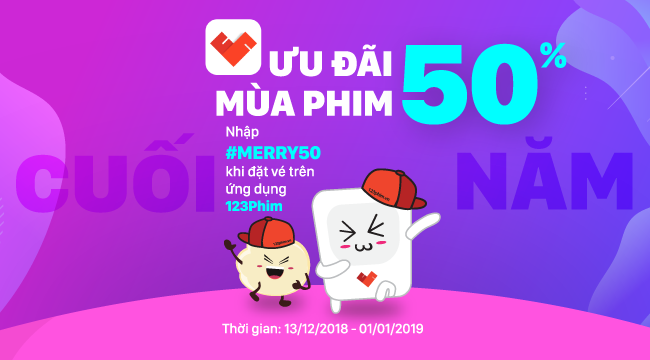 ƯU ĐÃI
MÙA PHIM 50%
CUỐI NĂM
Nhập
#MERRY50
khi đặt vé trên
ứng dụng
123Phim
Thời gian: 13/12/2018 - 01/01/2019